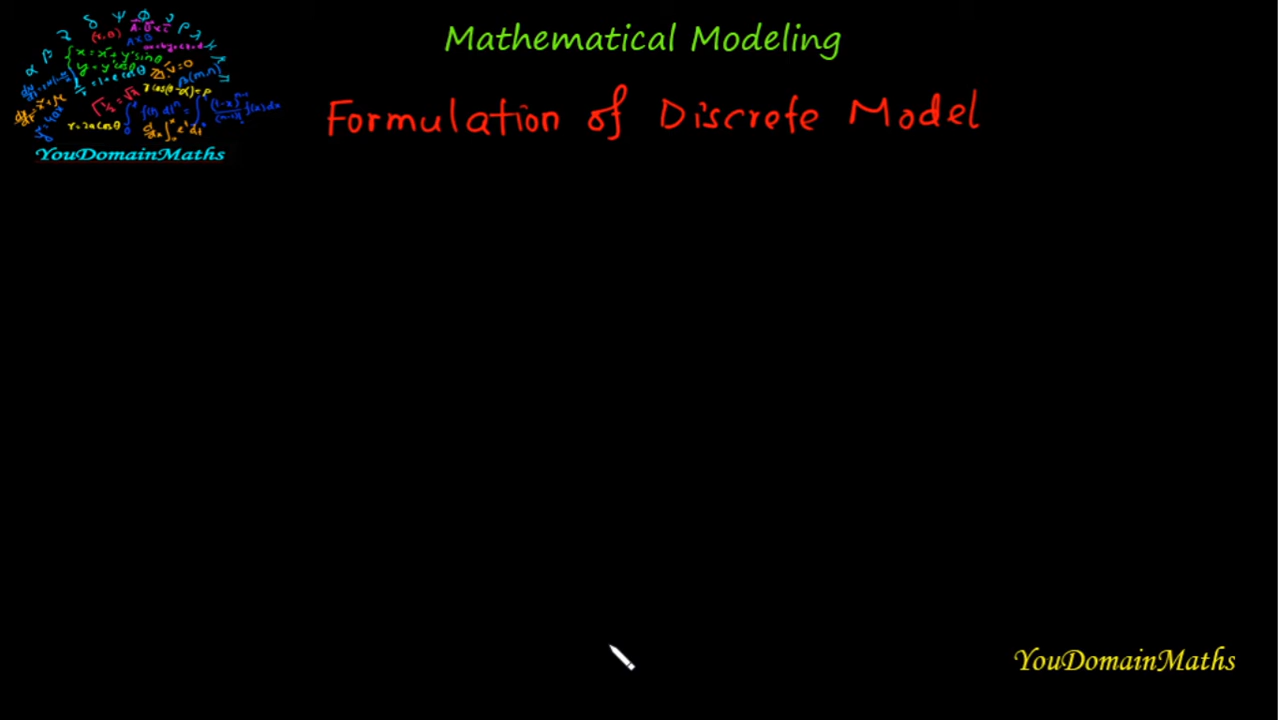 Mathematical Modeling
Formulation of Discrete Model
YouDomainMaths
YouDomainMaths